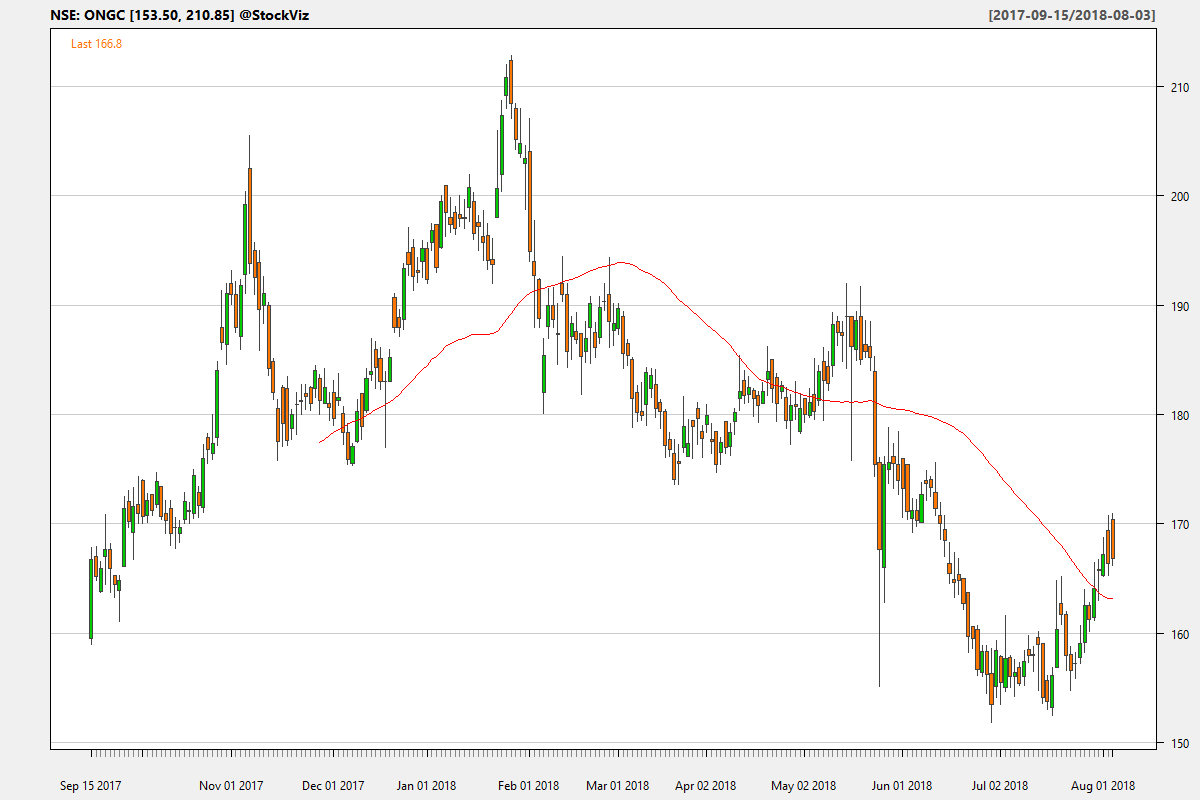 NSE: ONGC [153.50, 210.85] @StockViz [2017-09-15/2018-08-03]
Last 166.8
210
200
190
180
170
160
150
Sep 15 2017 Nov 01 2017 Dec 01 2017 Jan 01 2018 Feb 01 2018 Mar 01 2018 Apr 02 2018 May 02 2018 Jun 01 2018 Jul 02 2018 Aug 01 2018